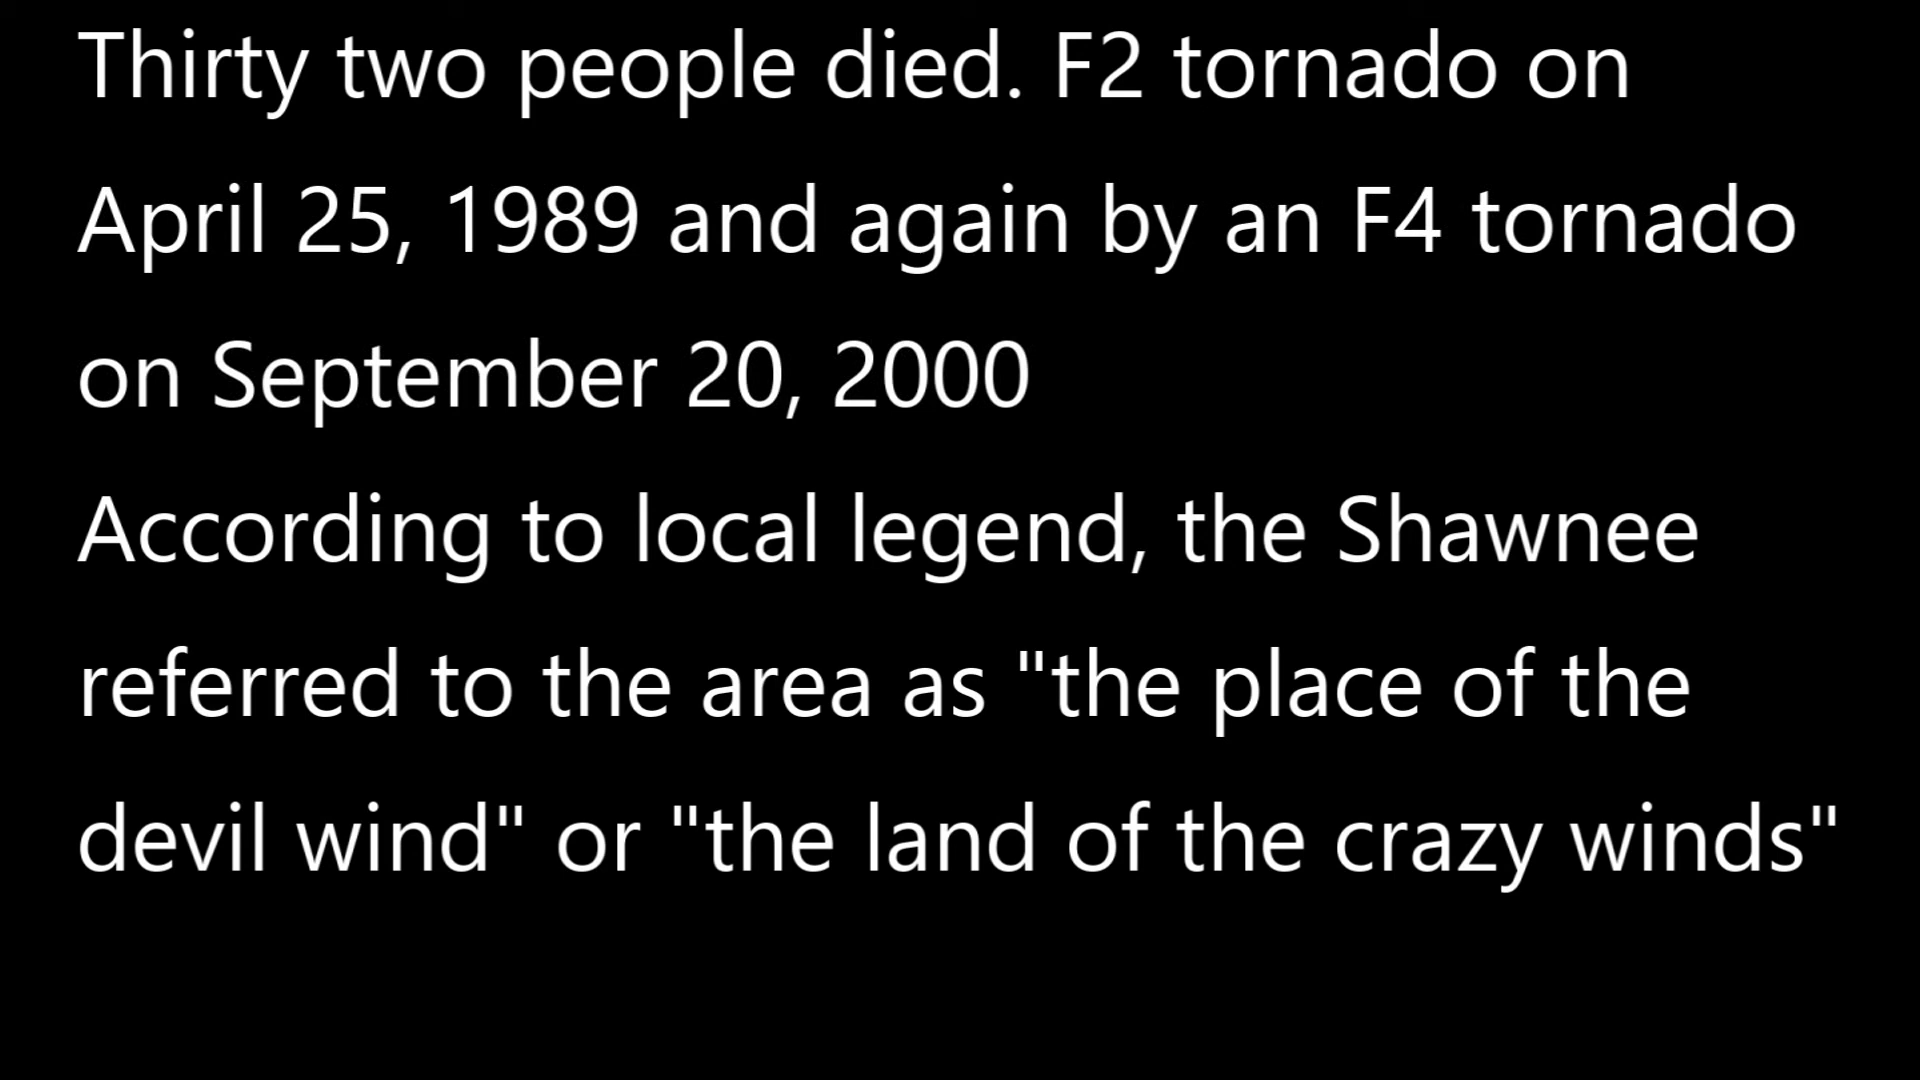 Thirty two people died. F2 tornado on
April 25, 1989 and again by an F4 tornado
on September 20, 2000
According to local legend, the Shawnee
referred to the area as "the place of the
devil wind" or "the land of the crazy winds"